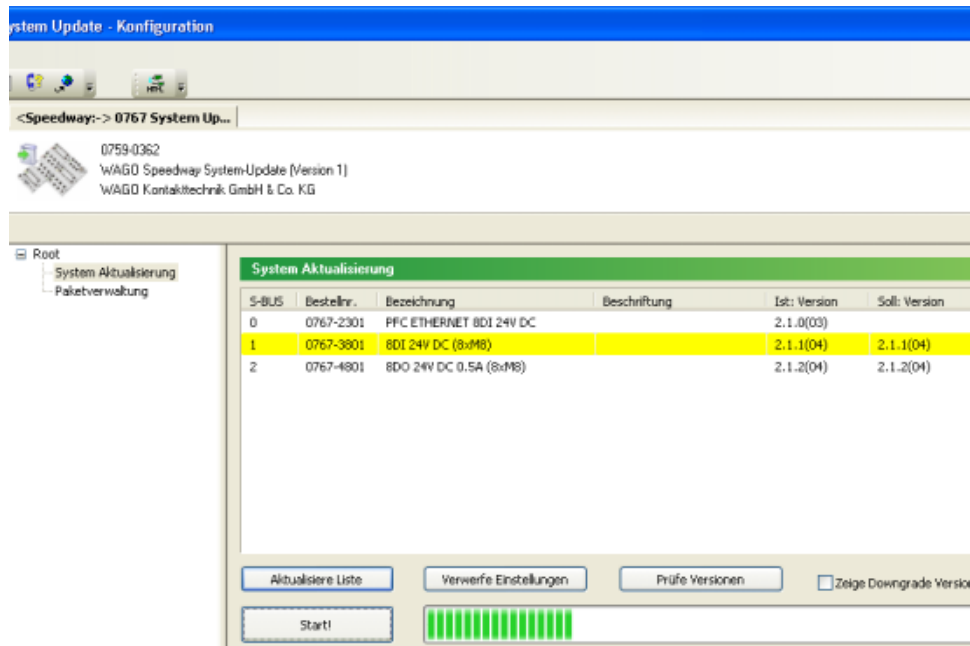 ystem Update - Konfiguration
<Speedway:-> 0767 System Up...
0759-0362
WAGO Speedway System-Update (Version 1)
WAGO Kontakttechnik GmbH & Co. KG
Root
System Aktualisierung
Paketverwaltung
System Aktualisierung
S-BUS Bestellnr. Bezeichnung Beschriftung Ist: Version Soll: Version
0 0767-2301 PFC ETHERNET 8DI 24V DC 2.1.0(03)
1 0767-3801 8DI 24V DC (8xM8) 2.1.1(04) 2.1.1(04)
2 0767-4801 8DO 24V DC 0.5A (8xM8) 2.1.2(04) 2.1.2(04)
Aktualisiere Liste Verwerfe Einstellungen Prüfe Versionen Zeige Downgrade Version
Start!